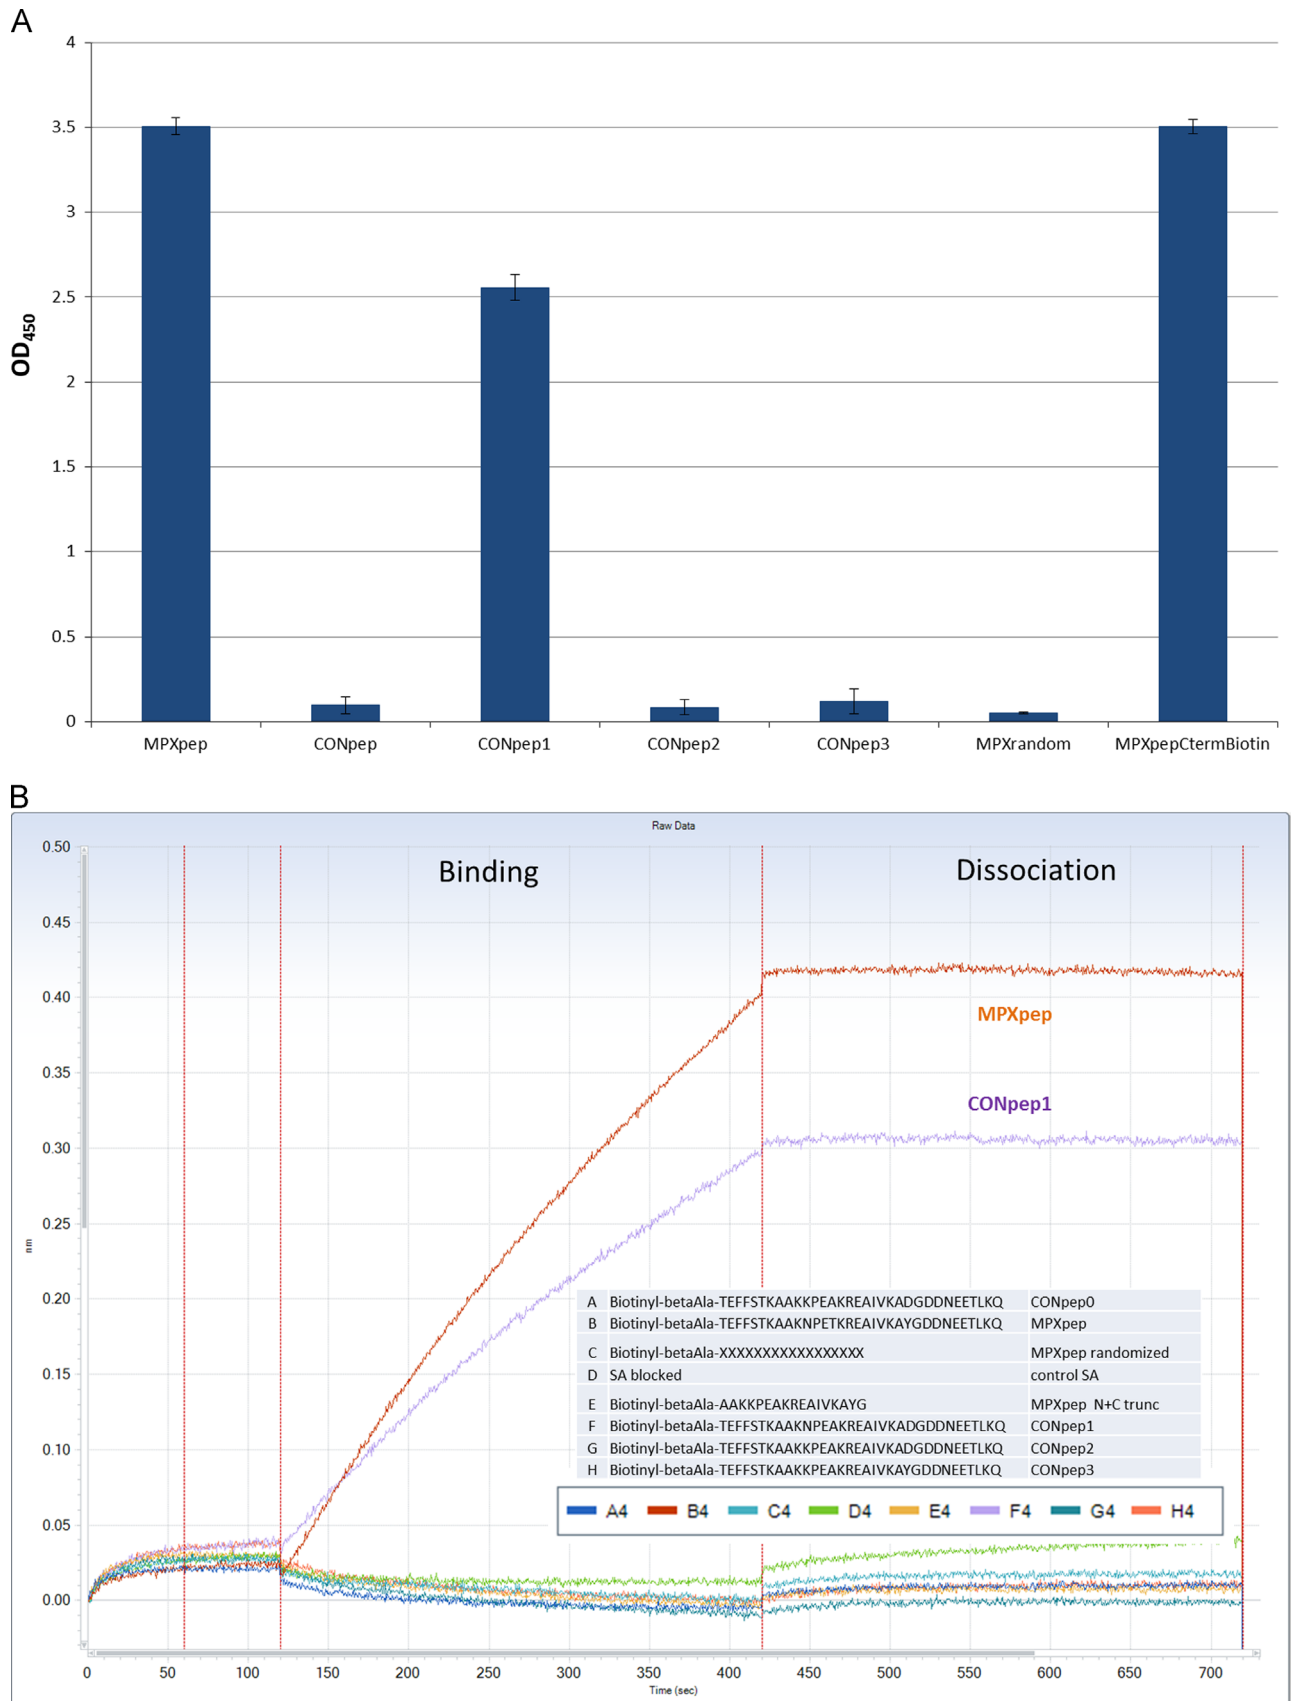 A
4
3.5
3
2.5
2
1.5
1
0.5
0
OD450
MPXpep CONpep CONpep1 CONpep2 CONpep3 MPXrandom MPXpepCtermBiotin
B
Raw Data
Binding Dissociation
0.50
0.45
0.40
0.35
0.30
0.25
0.20
0.15
0.10
0.05
0.00
nm
MPXpep
CONpep1
A Biotinyl-betaAla-TEFFSTKAAKKPEAKREAIVKADGDDNEETLKQ CONpep0
B Biotinyl-betaAla-TEFFSTKAAKNPETKREAIVKAYGDDNEETLKQ MPXpep
C Biotinyl-betaAla-XXXXXXXXXXXXXXXXX MPXpep randomized
D SA blocked control SA
E Biotinyl-betaAla-AAKKPEAKREAIVKAYG MPXpep N+C trunc
F Biotinyl-betaAla-TEFFSTKAAKNPEAKREAIVKADGDDNEETLKQ CONpep1
G Biotinyl-betaAla-TEFFSTKAAKKPEAKREAIVKADGDDNEETLKQ CONpep2
H Biotinyl-betaAla-TEFFSTKAAKKPEAKREAIVKAYGDDNEETLKQ CONpep3
A4 B4 C4 D4 E4 F4 G4 H4
0 50 100 150 200 250 300 350 400 450 500 550 600 650 700
Time (sec)